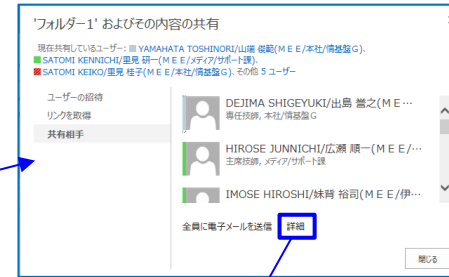 'フォルダー1' およびその内容の共有
現在共有しているユーザー: YAMAHATA TOSHINORI/山端 俊範(ＭＥＥ/本社/情基盤Ｇ)、
SATOMI KENNICHI/里見 研一(ＭＥＥ/メディア/サポート課)、
SATOMI KEIKO/里見 桂子(ＭＥＥ/本社/情基盤Ｇ)、その他 5 ユーザー
ユーザーの招待
リンクを取得
共有相手
DEJIMA SHIGEYUKI/出島 誉之(ＭＥ…
専任技師, 本社/情基盤Ｇ
HIROSE JUNNICHI/広瀬 順一(ＭＥＥ/…
主席技師, メディア/サポート課
IMOSE HIROSHI/妹背 裕司(ＭＥＥ/伊…
全員に電子メールを送信 詳細
閉じる